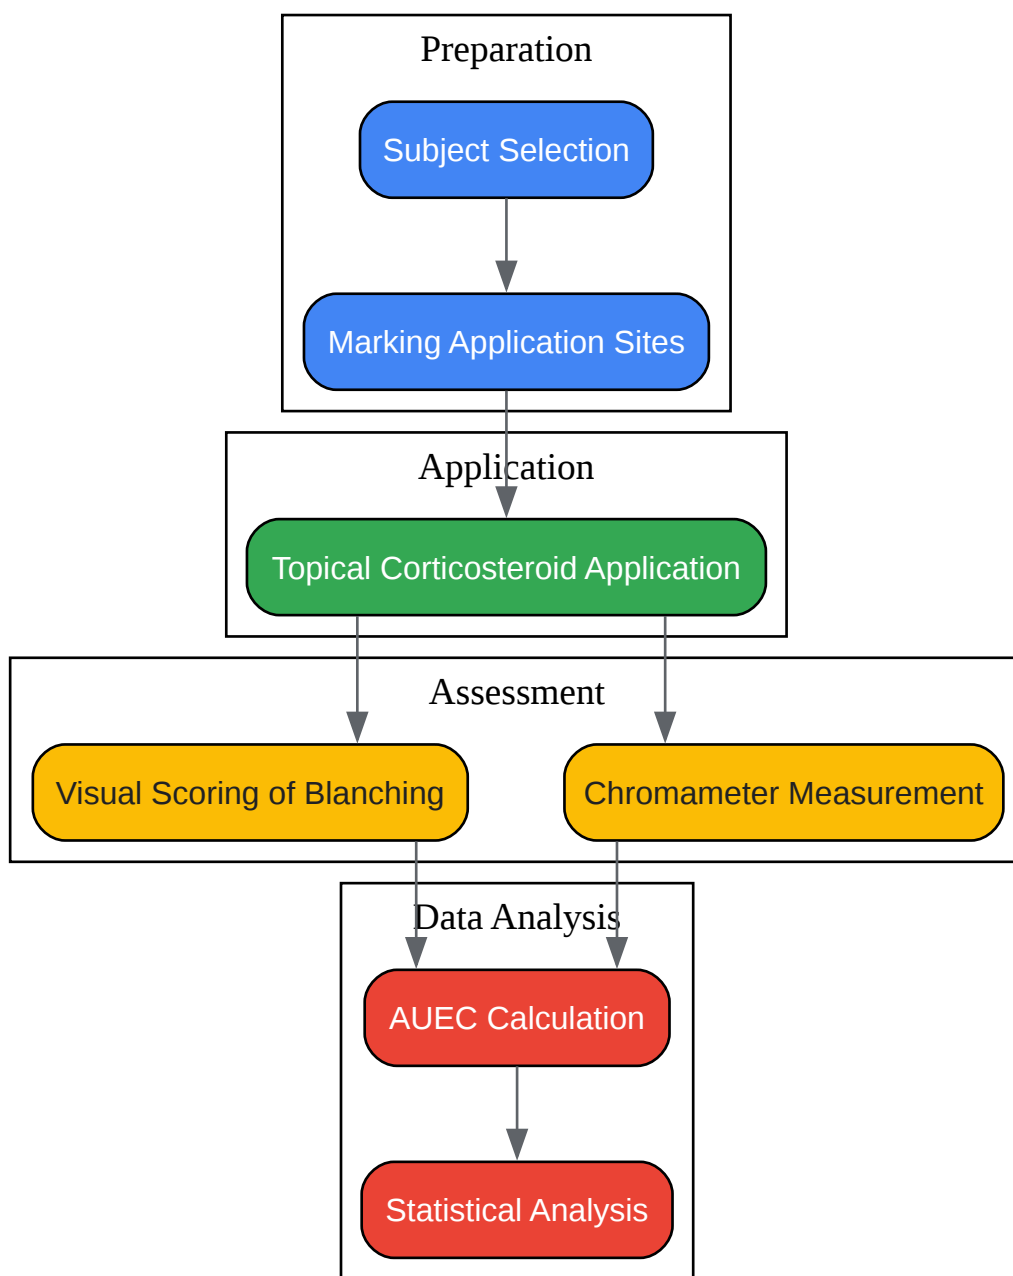 Preparation
Subject Selection
Marking Application Sites
Application
Topical Corticosteroid Application
Assessment
Visual Scoring of Blanching
Chromameter Measurement
Data Analysis
AUEC Calculation
Statistical Analysis